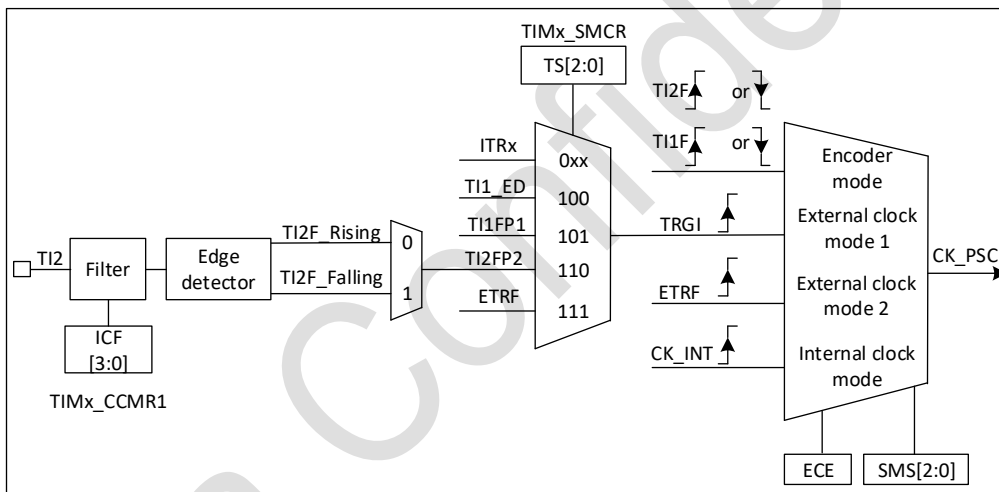 TIMx_SMCR
TS[2:0]
TI2F or
TI1F or
ITRx
0xx
TI1_ED
100
TI1FP1
101
TI2FP2
110
ETRF
111
TI2
Filter
Edge
detector
TI2F_Rising
0
TI2F_Falling
1
ICF
[3:0]
TIMx_CCMR1
Encoder
mode
TRGI
External clock
mode 1
ETRF
External clock
mode 2
CK_INT
Internal clock
mode
CK_PSC
ECE
SMS[2:0]